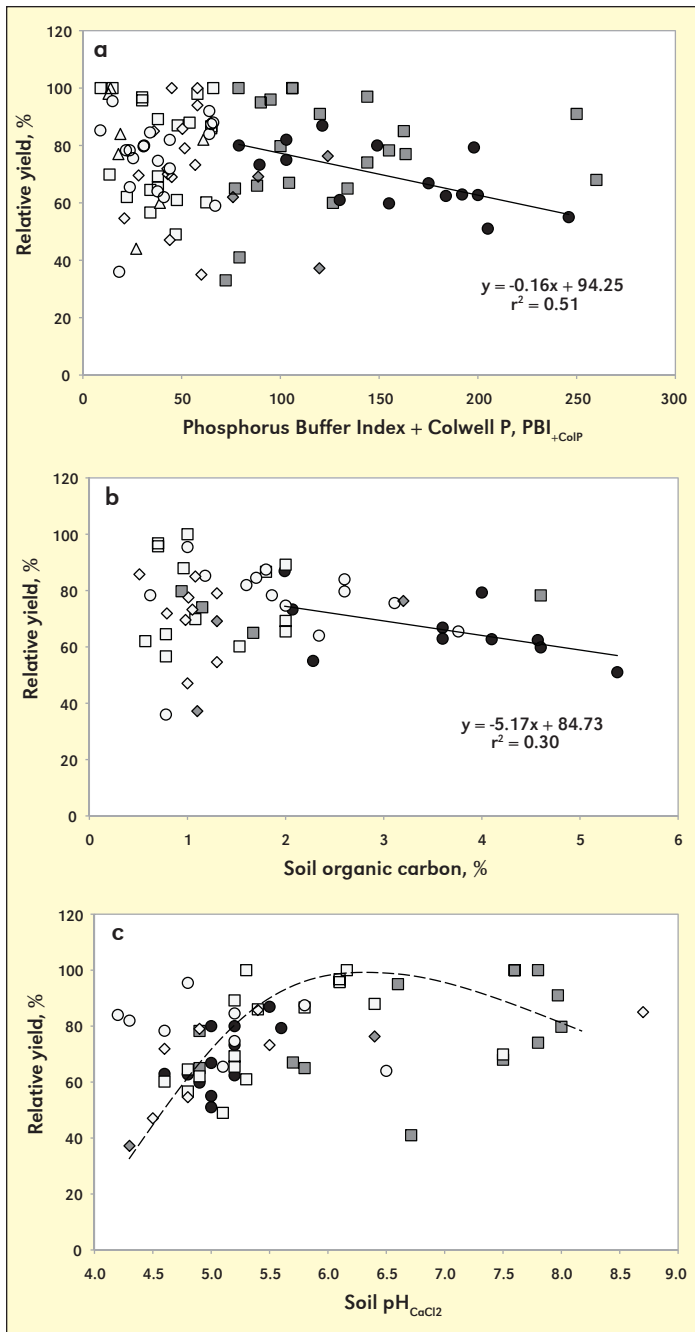 a
120
100
80
60
40
20
0
Relative yield, %
y = -0.16x + 94.25
r² = 0.51
0 50 100 150 200 250 300
Phosphorus Buffer Index + Colwell P, PBI+ColP
b
120
100
80
60
40
20
0
Relative yield, %
y = -5.17x + 84.73
r² = 0.30
0 1 2 3 4 5 6
Soil organic carbon, %
c
120
100
80
60
40
20
0
Relative yield, %
4.0 4.5 5.0 5.5 6.0 6.5 7.0 7.5 8.0 8.5 9.0
Soil pHCaCl2